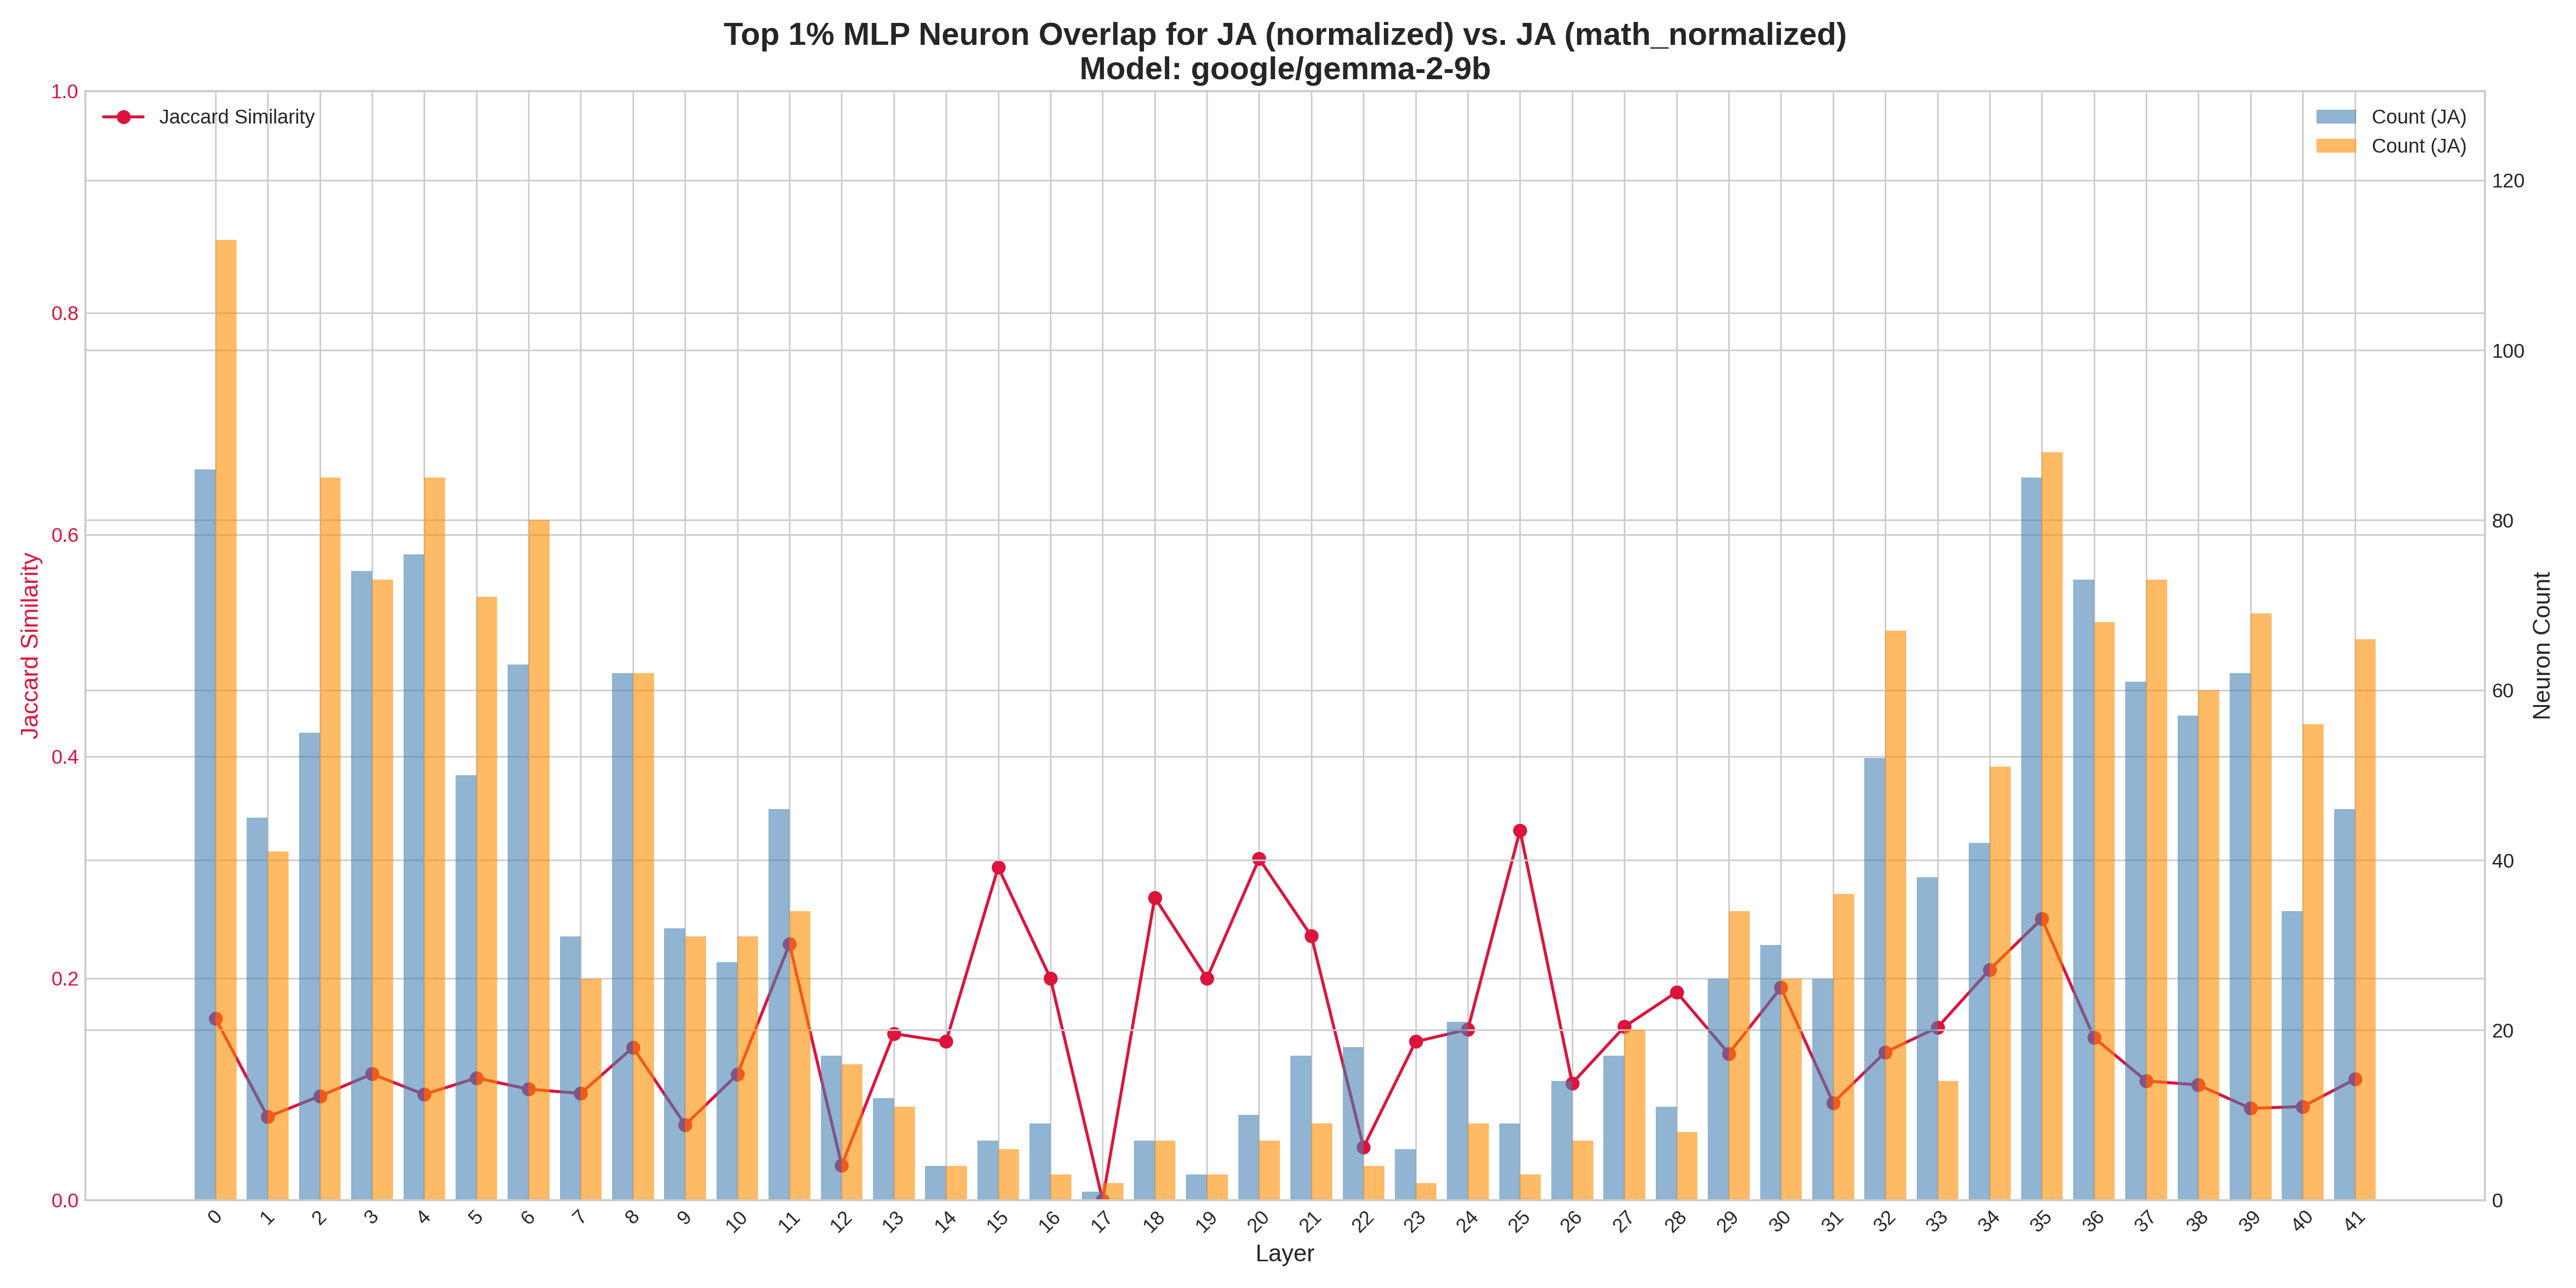 Top 1% MLP Neuron Overlap for JA (normalized) vs. JA (math_normalized)
Model: google/gemma-2-9b
Jaccard Similarity
Count (JA)
Count (JA)
1.0
0.8
0.6
0.4
0.2
0.0
Jaccard Similarity
120
100
80
60
40
20
0
Neuron Count
0 1 2 3 4 5 6 7 8 9 10 11 12 13 14 15 16 17 18 19 20 21 22 23 24 25 26 27 28 29 30 31 32 33 34 35 36 37 38 39 40 41
Layer